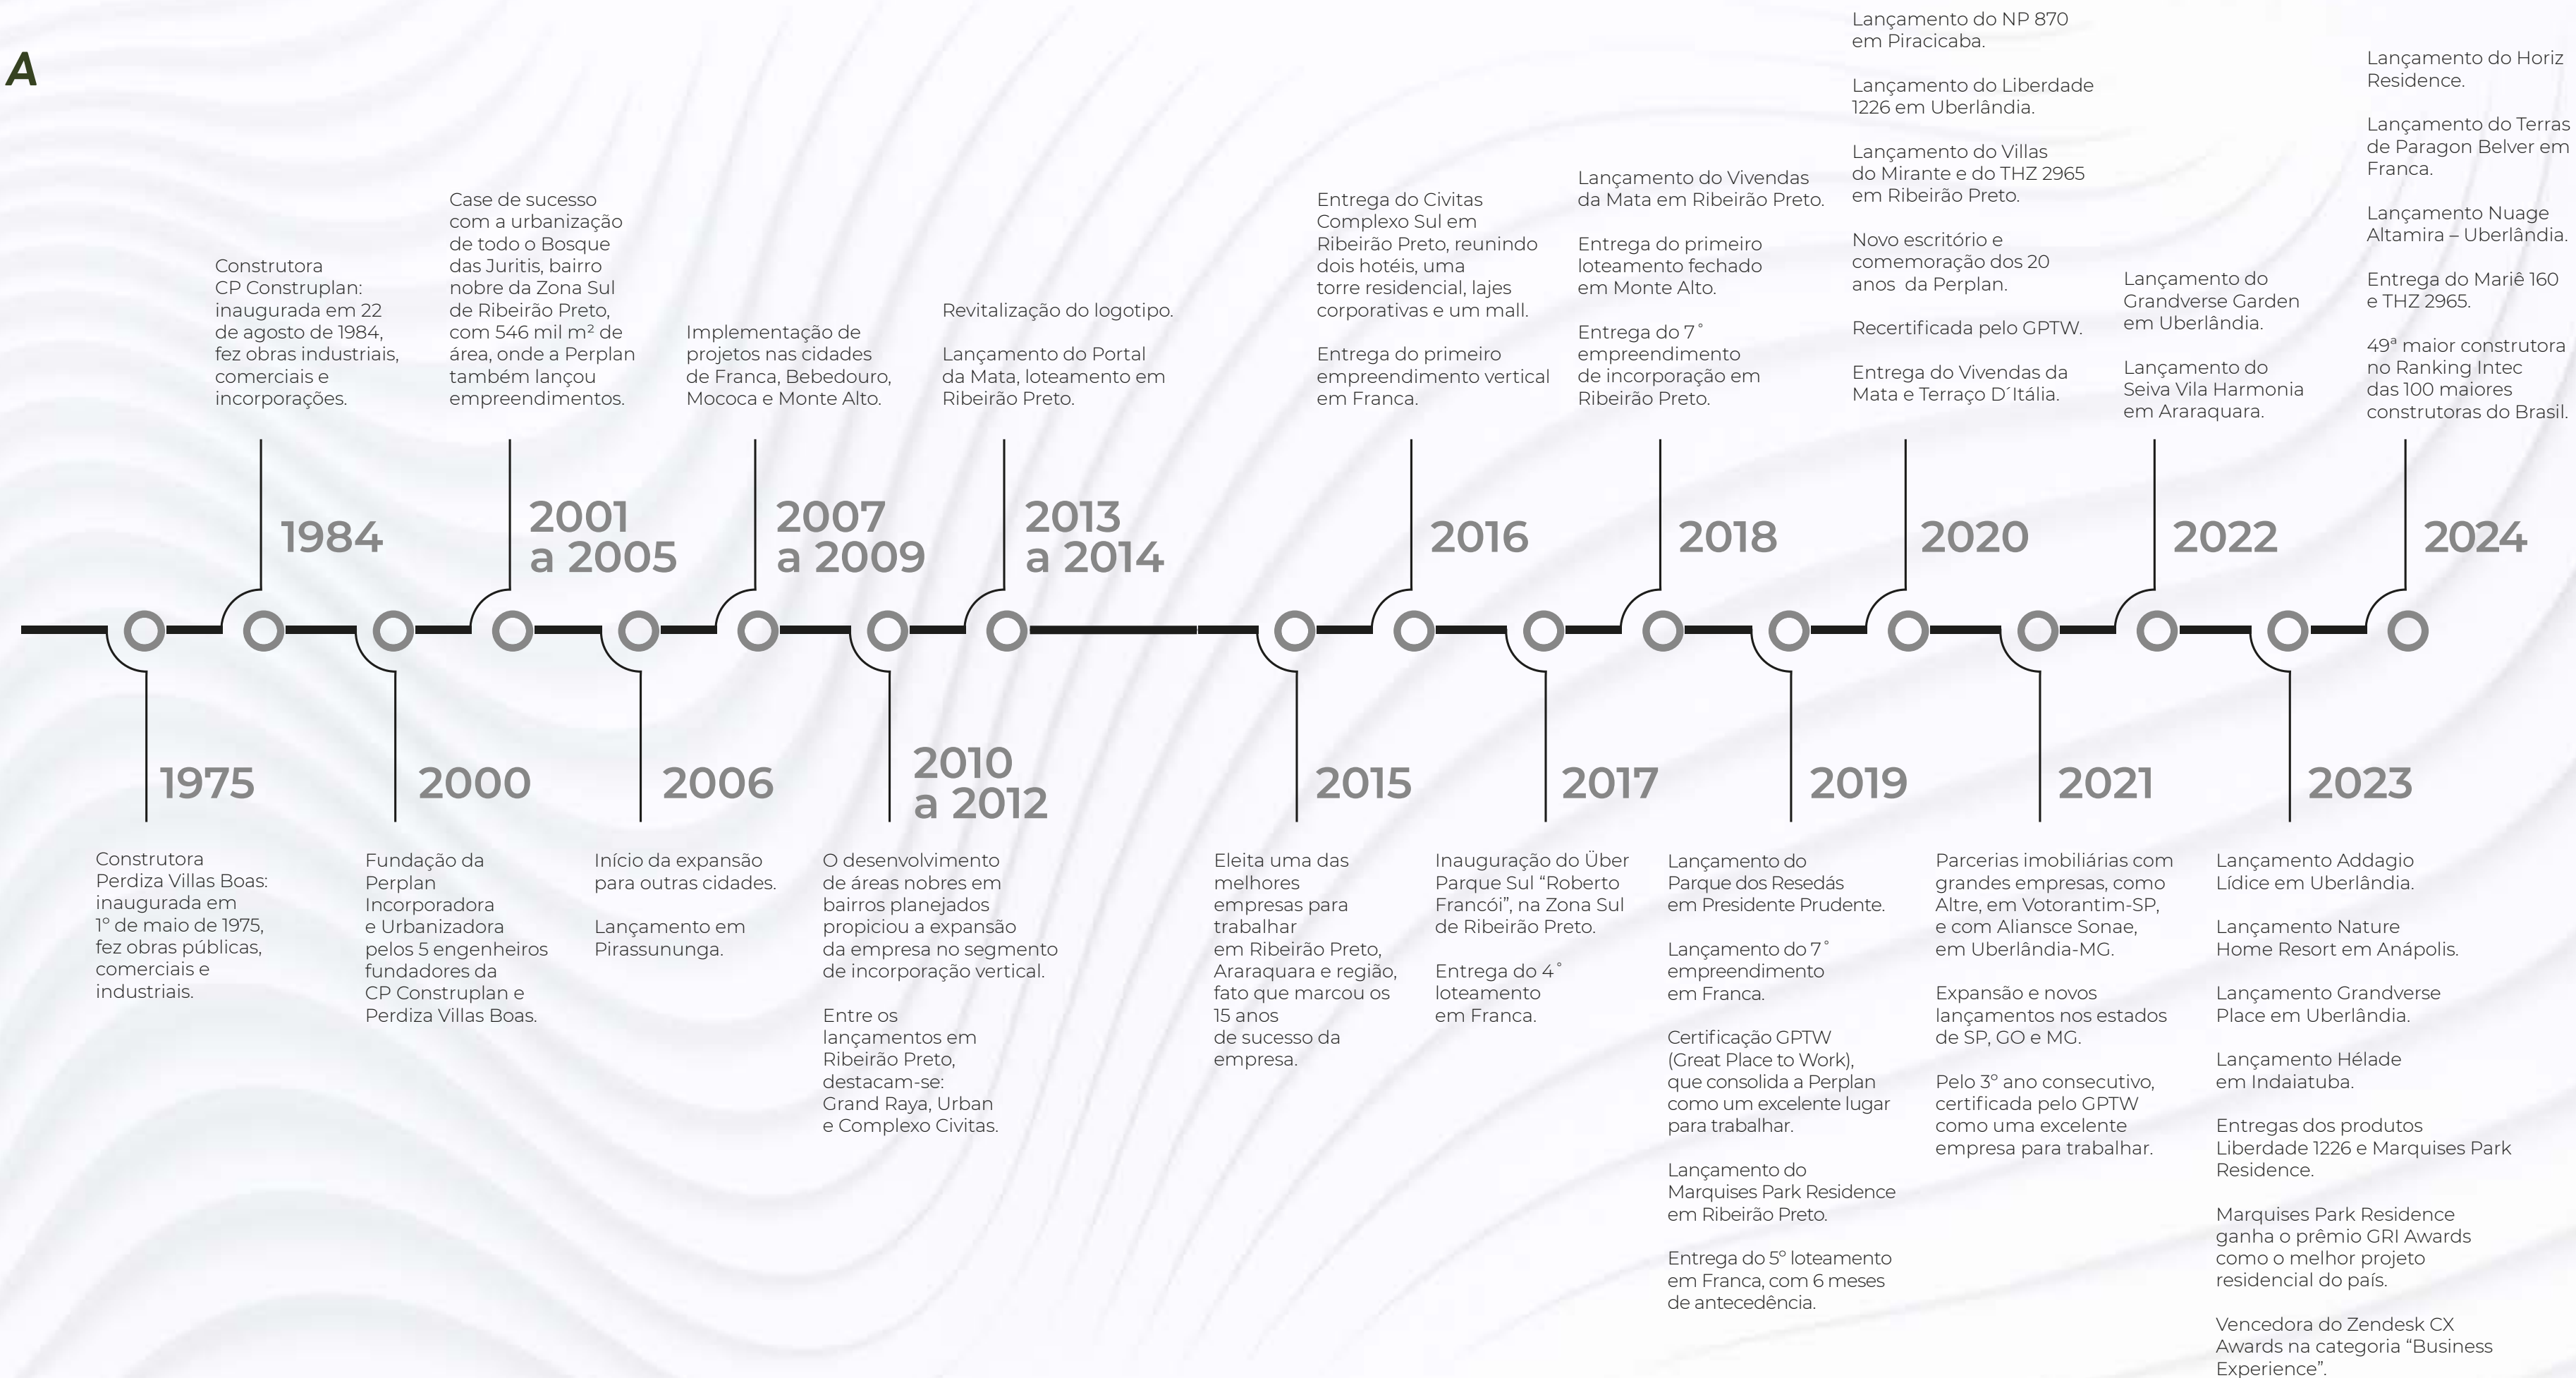 A
Construtora
CP Construplan:
inaugurada em 22
de agosto de 1984,
fez obras industriais,
comerciais e
incorporações.
Case de sucesso
com a urbanização
de todo o Bosque
das Juritis, bairro
nobre da Zona Sul
de Ribeirão Preto,
com 546 mil m² de
área, onde a Perplan
também lançou
empreendimentos.
Implementação de
projetos nas cidades
de Franca, Bebedouro,
Mococa e Monte Alto.
Revitalização do logotipo.
Lançamento do Portal
da Mata, loteamento em
Ribeirão Preto.
Entrega do Civitas
Complexo Sul em
Ribeirão Preto, reunindo
dois hotéis, uma
torre residencial, lajes
corporativas e um mall.
Entrega do primeiro
empreendimento vertical
em Franca.
Lançamento do Vivendas
da Mata em Ribeirão Preto.
Entrega do primeiro
loteamento fechado
em Monte Alto.
Entrega do 7˚
empreendimento
de incorporação em
Ribeirão Preto.
Lançamento do NP 870
em Piracicaba.
Lançamento do Liberdade
1226 em Uberlândia.
Lançamento do Villas
do Mirante e do THZ 2965
em Ribeirão Preto.
Novo escritório e
comemoração dos 20
anos  da Perplan.
Recertificada pelo GPTW.
Entrega do Vivendas da
Mata e Terraço D´Itália.
Lançamento do
Grandverse Garden
em Uberlândia.
Lançamento do
Seiva Vila Harmonia
em Araraquara.
Lançamento do Horiz
Residence.
Lançamento do Terras
de Paragon Belver em
Franca.
Lançamento Nuage
Altamira – Uberlândia.
Entrega do Mariê 160
e THZ 2965.
49ª maior construtora
no Ranking Intec
das 100 maiores
construtoras do Brasil.
1984
2001
a 2005
2007
a 2009
2013
a 2014
2016
2018
2020
2022
2024
1975
2000
2006
2010
a 2012
2015
2017
2019
2021
2023
Construtora
Perdiza Villas Boas:
inaugurada em
1º de maio de 1975,
fez obras públicas,
comerciais e
industriais.
Fundação da
Perplan
Incorporadora
e Urbanizadora
pelos 5 engenheiros
fundadores da
CP Construplan e
Perdiza Villas Boas.
Início da expansão
para outras cidades.
Lançamento em
Pirassununga.
O desenvolvimento
de áreas nobres em
bairros planejados
propiciou a expansão
da empresa no segmento
de incorporação vertical.
Entre os
lançamentos em
Ribeirão Preto,
destacam-se:
Grand Raya, Urban
e Complexo Civitas.
Eleita uma das
melhores
empresas para
trabalhar
em Ribeirão Preto,
Araraquara e região,
fato que marcou os
15 anos
de sucesso da
empresa.
Inauguração do Über
Parque Sul “Roberto
Francói”, na Zona Sul
de Ribeirão Preto.
Entrega do 4˚
loteamento
em Franca.
Lançamento do
Parque dos Resedás
em Presidente Prudente.
Lançamento do 7˚
empreendimento
em Franca.
Certificação GPTW
(Great Place to Work),
que consolida a Perplan
como um excelente lugar
para trabalhar.
Lançamento do
Marquises Park Residence
em Ribeirão Preto.
Entrega do 5º loteamento
em Franca, com 6 meses
de antecedência.
Parcerias imobiliárias com
grandes empresas, como
Altre, em Votorantim-SP,
e com Aliansce Sonae,
em Uberlândia-MG.
Expansão e novos
lançamentos nos estados
de SP, GO e MG.
Pelo 3º ano consecutivo,
certificada pelo GPTW
como uma excelente
empresa para trabalhar.
Lançamento Addagio
Lídice em Uberlândia.
Lançamento Nature
Home Resort em Anápolis.
Lançamento Grandverse
Place em Uberlândia.
Lançamento Hélade
em Indaiatuba.
Entregas dos produtos
Liberdade 1226 e Marquises Park
Residence.
Marquises Park Residence
ganha o prêmio GRI Awards
como o melhor projeto
residencial do país.
Vencedora do Zendesk CX
Awards na categoria “Business
Experience”.